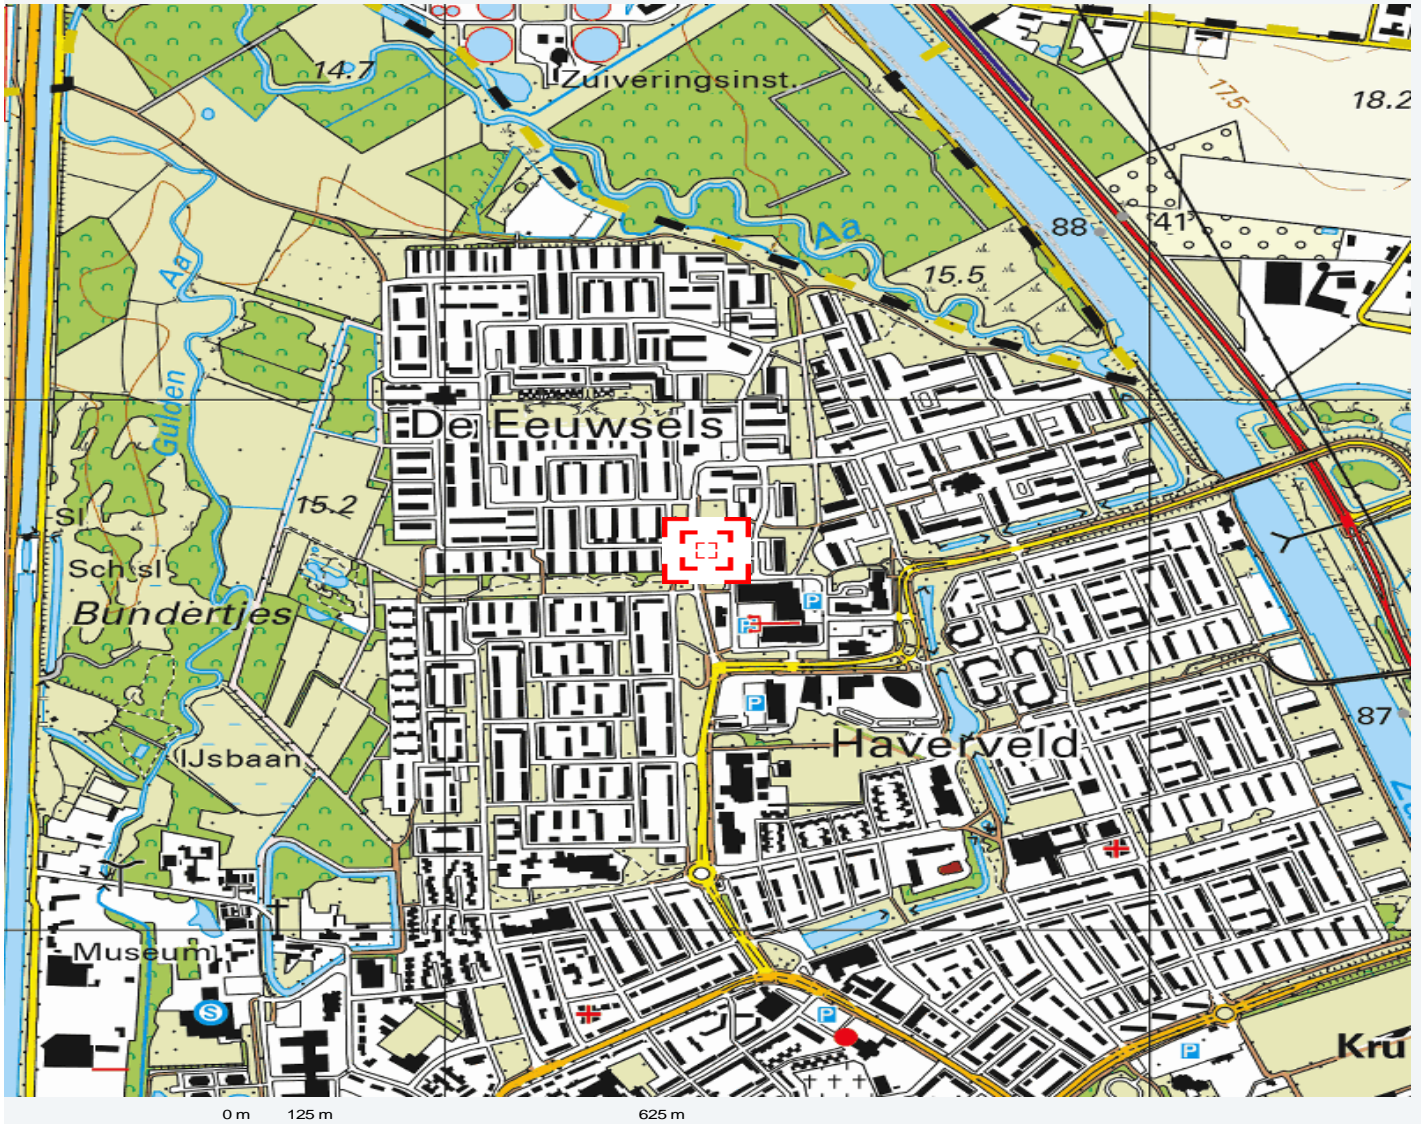 14.7
Zuiveringsinst.
17.5
18.2
Aa
88
41
Aa
15.5
Gulden
De Eeuwsels
15.2
Sl
Sch sl
P
Bundertjes
P
P
87
Haverveld
IJsbaan
Museum
S
P
P
Kru
0 m 125 m 625 m